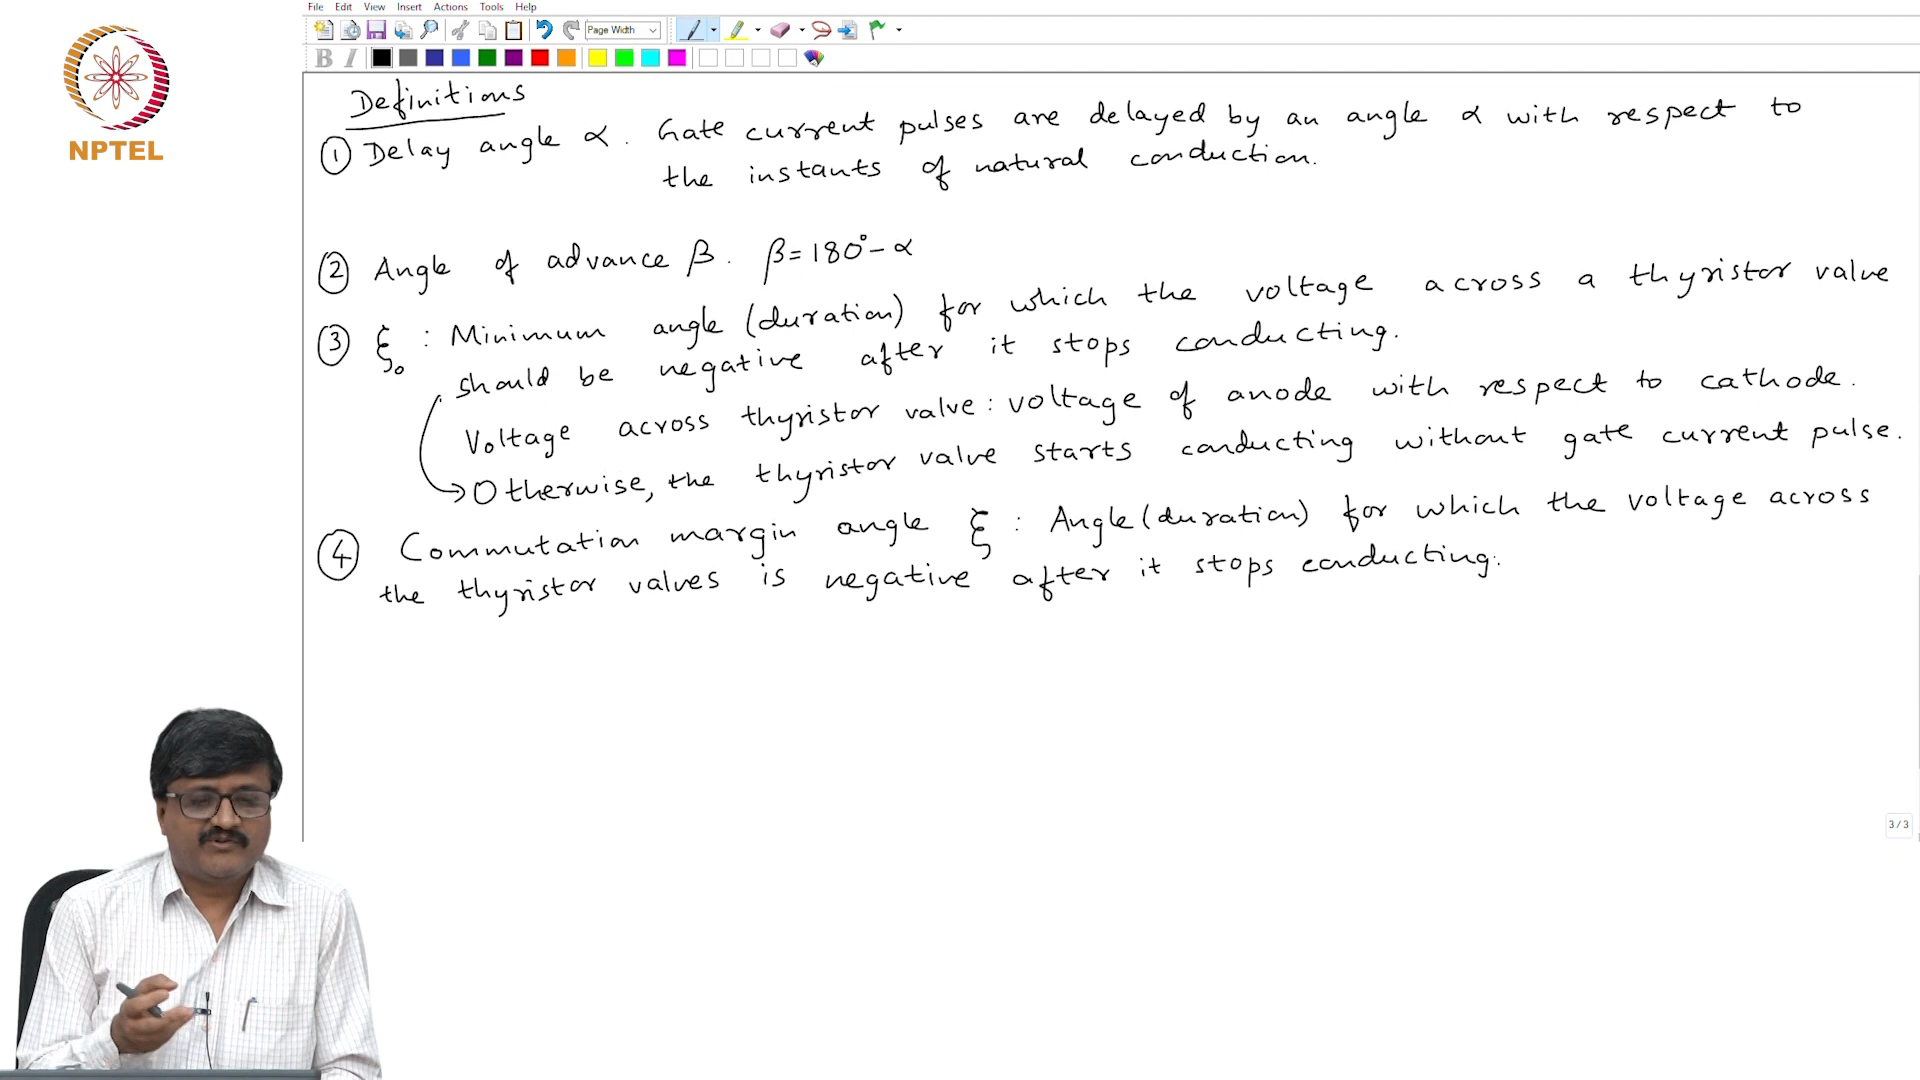 File Edit View Insert Actions Tools Help
Page Width
B I
NPTEL
Definitions
① Delay angle α. Gate current pulses are delayed by an angle α with respect to
the instants of natural conduction.
② Angle of advance β. β = 180° - α
③ ξ₀ : Minimum angle (duration) for which the voltage across a thyristor valve
should be negative after it stops conducting.
Voltage across thyristor valve : voltage of anode with respect to cathode.
→ Otherwise, the thyristor valve starts conducting without gate current pulse.
④ Commutation margin angle ξ : Angle (duration) for which the voltage across
the thyristor valves is negative after it stops conducting.
3 / 3